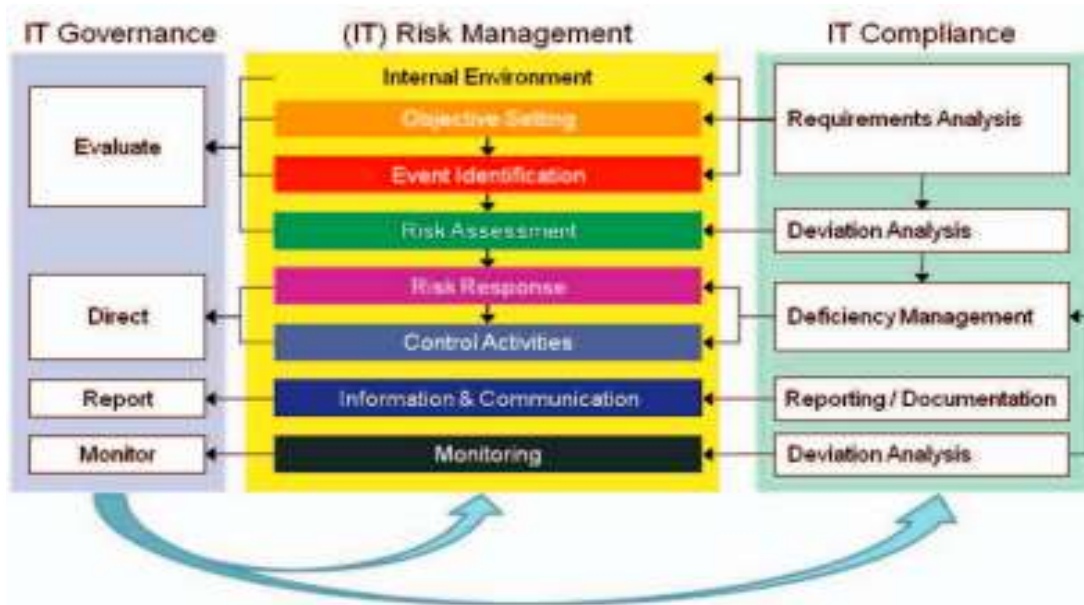 IT Governance
(IT) Risk Management
IT Compliance
Internal Environment
Objective Setting
Event Identification
Risk Assessment
Risk Response
Control Activities
Information & Communication
Monitoring
Evaluate
Direct
Report
Monitor
Requirements Analysis
Deviation Analysis
Deficiency Management
Reporting / Documentation
Deviation Analysis